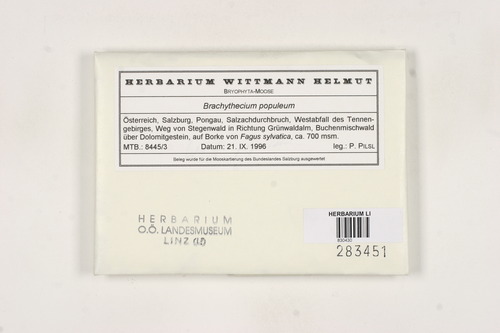 HERBARIUM WITTMANN HELMUT
BRYOPHYTA-MOOSE
Brachythecium populeum
Österreich, Salzburg, Pongau, Salzachdurchbruch, Westabfall des Tennen-
gebirges, Weg von Stegenwald in Richtung Grünwaldalm, Buchenmischwald
über Dolomitgestein, auf Borke von Fagus sylvatica, ca. 700 msm.
MTB.: 8445/3 Datum: 21. IX. 1996 leg.: P. PILSL
Beleg wurde für die Mooskartierung des Bundeslandes Salzburg ausgewertet
HERBARIUM LI
HERBARIUM
O.Ö. LANDESMUSEUM
LINZ
283451